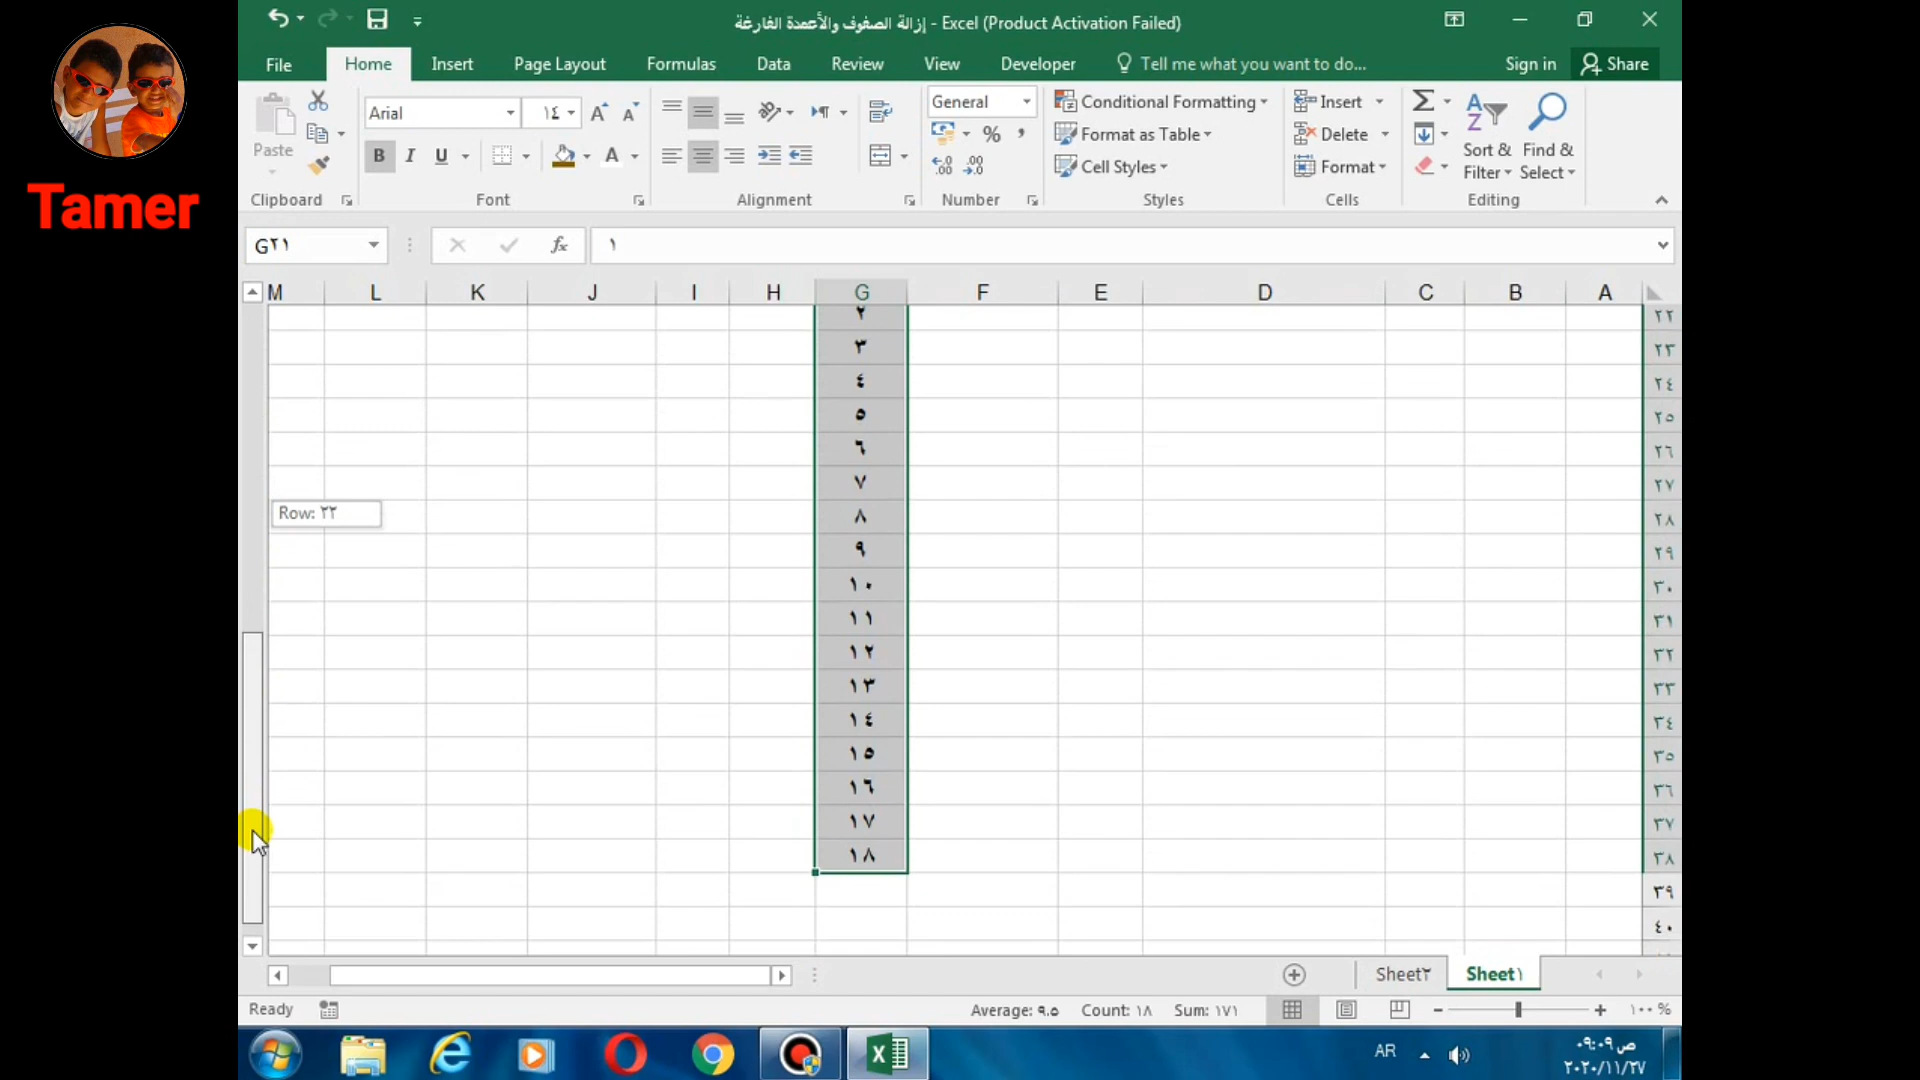 Tamer
إزالة الصفوف والأعمدة الفارغة - Excel (Product Activation Failed)
File Home Insert Page Layout Formulas Data Review View Developer Tell me what you want to do... Sign in Share
Paste
Clipboard
Arial ١٤
B I U A
Font
Alignment
General
% ,
Number
Conditional Formatting
Format as Table
Cell Styles
Styles
Insert
Delete
Format
Cells
Sort & Filter
Find & Select
Editing
G٢١ fx ١
M L K J I H G F E D C B A
٢ ٢٢
٣ ٢٣
٤ ٢٤
٥ ٢٥
٦ ٢٦
٧ ٢٧
Row: ٢٢
٨ ٢٨
٩ ٢٩
١٠ ٣٠
١١ ٣١
١٢ ٣٢
١٣ ٣٣
١٤ ٣٤
١٥ ٣٥
١٦ ٣٦
١٧ ٣٧
١٨ ٣٨
٣٩
٤٠
Sheet٢ Sheet١
Ready Average: ٩.٥ Count: ١٨ Sum: ١٧١ ١٠٠ %
AR ٠٩:٠٩ ص
٢٠٢٠/١١/٢٧